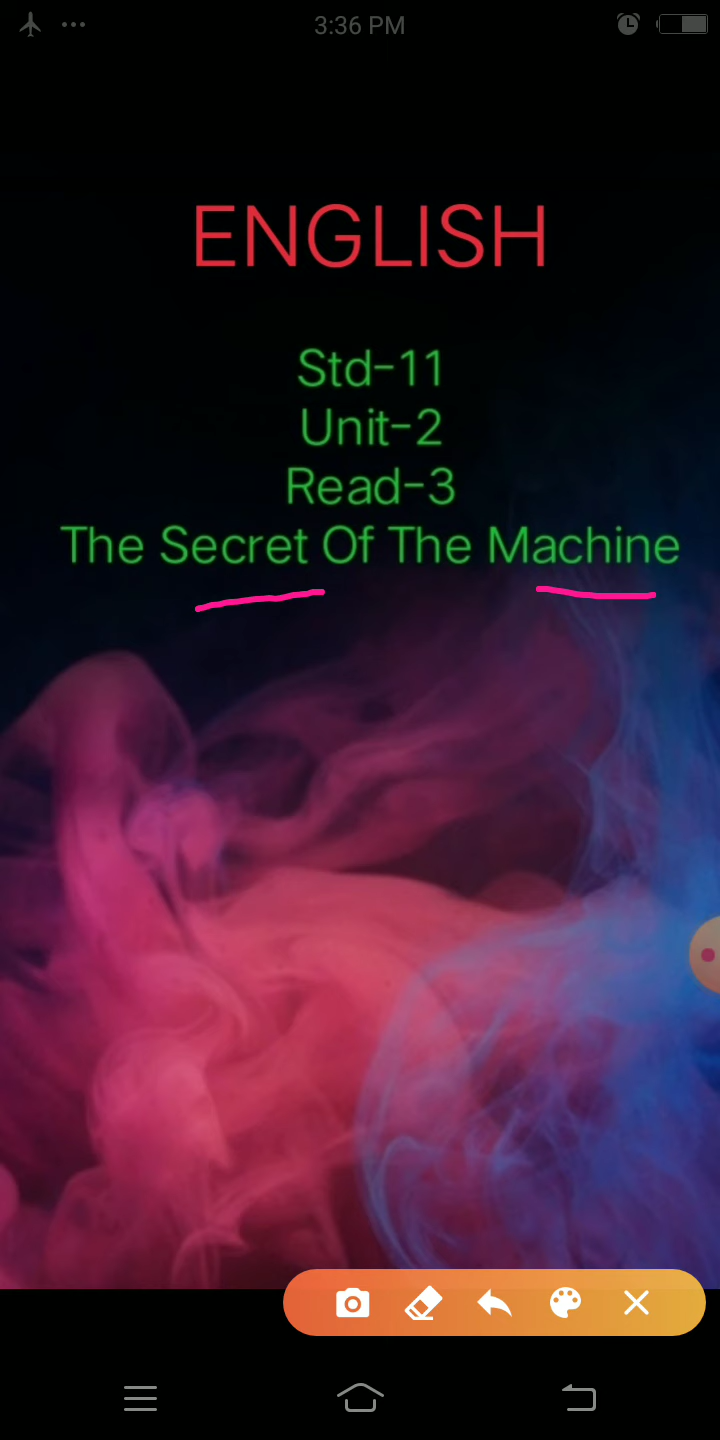 3:36 PM
ENGLISH
Std-11
Unit-2
Read-3
The Secret Of The Machine